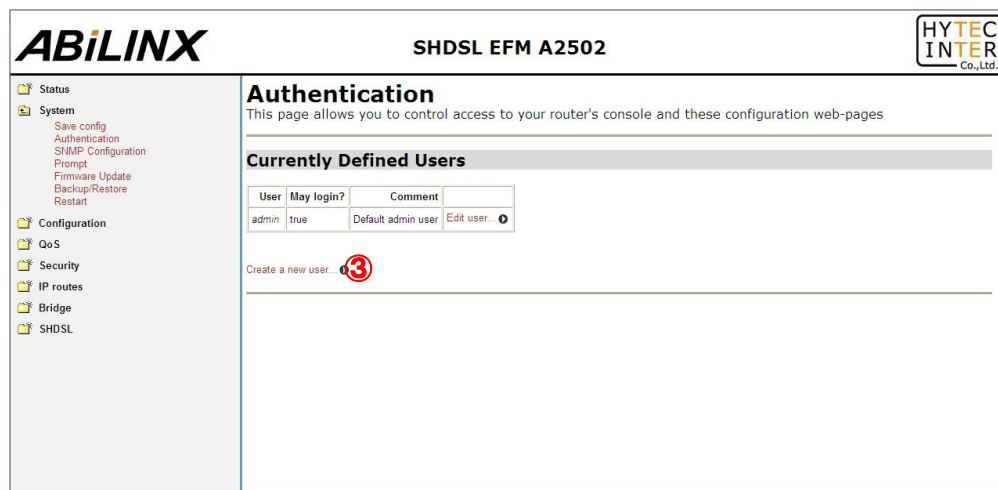 ABiLINX
SHDSL EFM A2502
HYTEC
INTER
Co.,Ltd.
Status
System
Save config
Authentication
SNMP Configuration
Prompt
Firmware Update
Backup/Restore
Restart
Configuration
QoS
Security
IP routes
Bridge
SHDSL
Authentication
This page allows you to control access to your router's console and these configuration web-pages
Currently Defined Users
User May login? Comment
admin true Default admin user Edit user...
Create a new user... ③